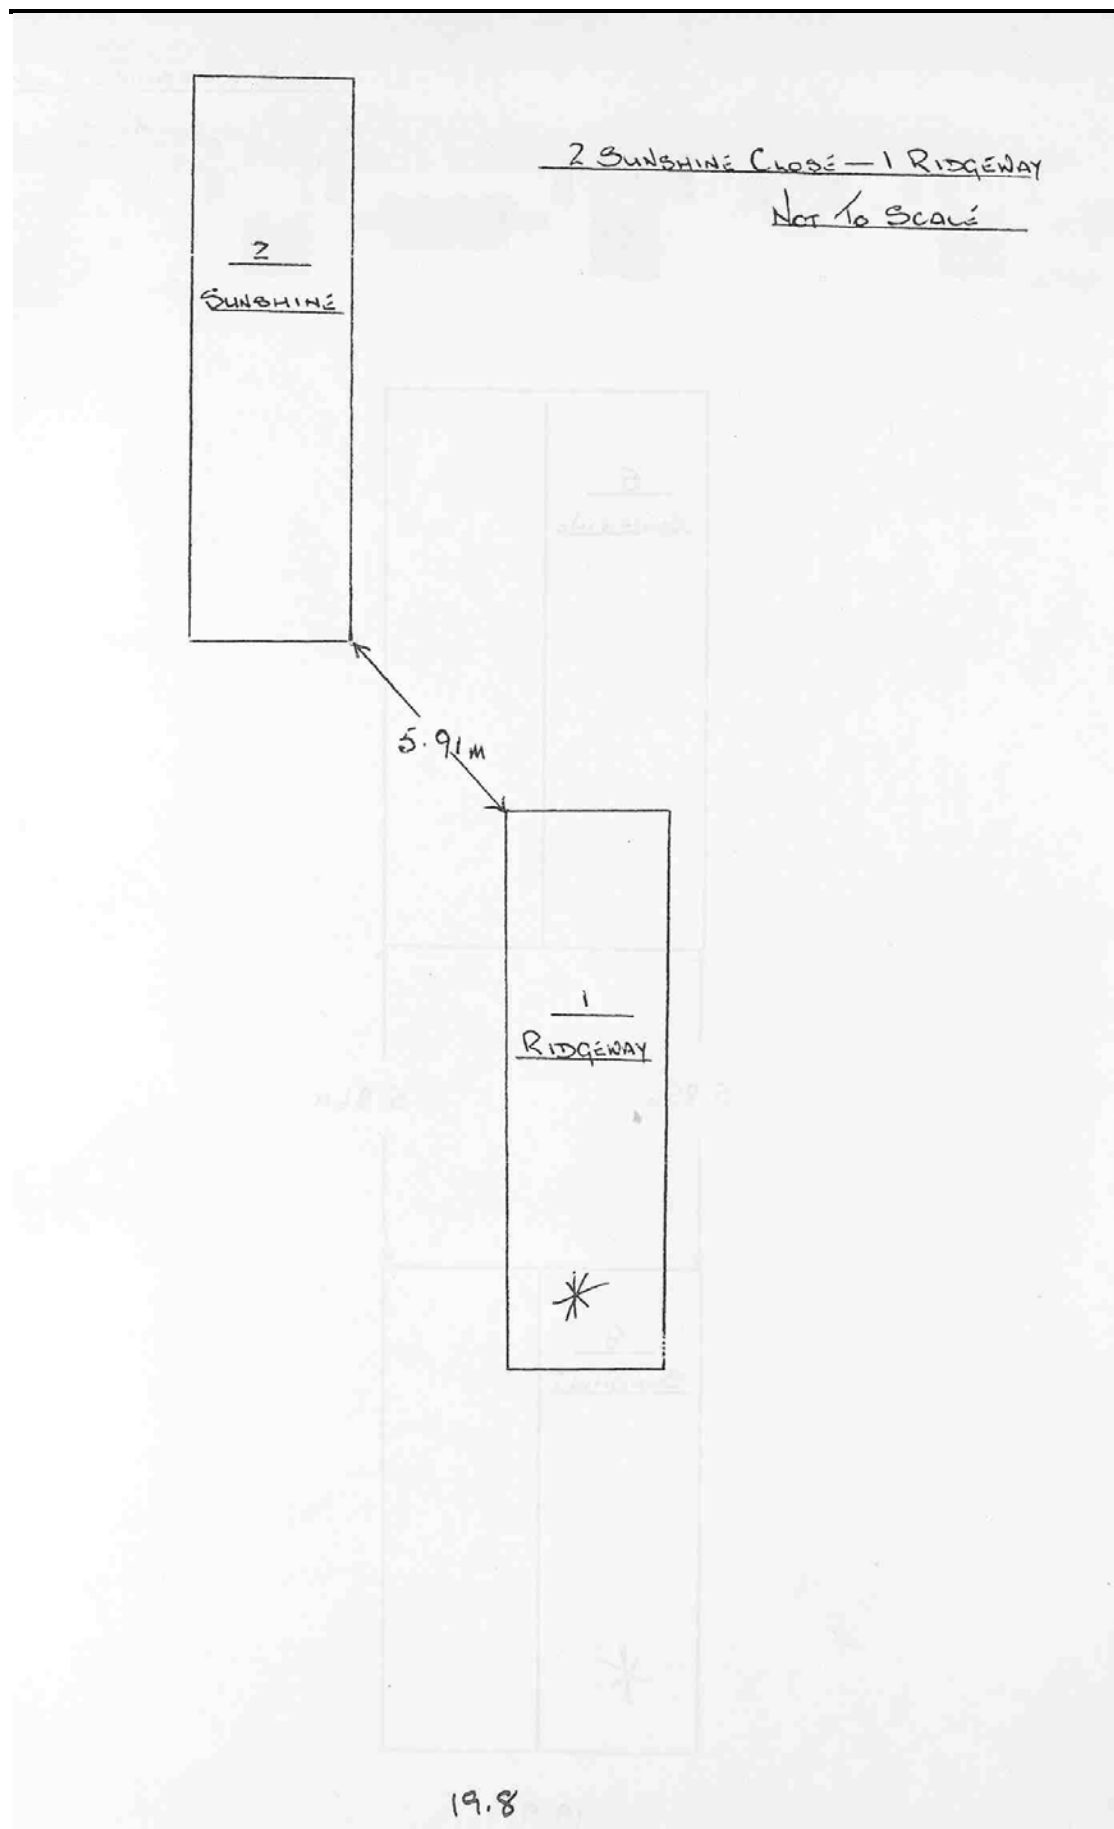 2 SUNSHINE CLOSE — 1 RIDGEWAY
NOT TO SCALE
2
SUNSHINE
5.91m
1
RIDGEWAY
19.8